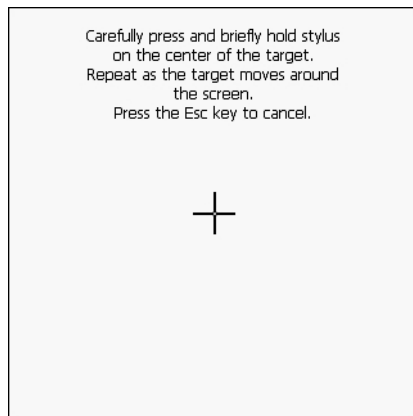 Carefully press and briefly hold stylus
on the center of the target.
Repeat as the target moves around
the screen.
Press the Esc key to cancel.